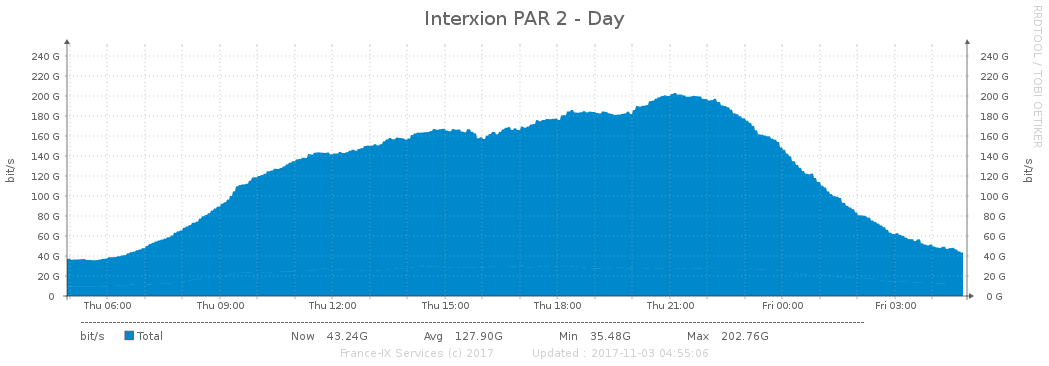 Interxion PAR 2 - Day
RRDTOOL / TOBI OETIKER
240 G 240 G
220 G 220 G
200 G 200 G
180 G 180 G
160 G 160 G
140 G 140 G
120 G 120 G
100 G 100 G
80 G 80 G
60 G 60 G
40 G 40 G
20 G 20 G
0 0 G
bit/s
bit/s
Thu 06:00 Thu 09:00 Thu 12:00 Thu 15:00 Thu 18:00 Thu 21:00 Fri 00:00 Fri 03:00
bit/s Total Now 43.24G Avg 127.90G Min 35.48G Max 202.76G
France-IX Services (c) 2017 Updated : 2017-11-03 04:55:06